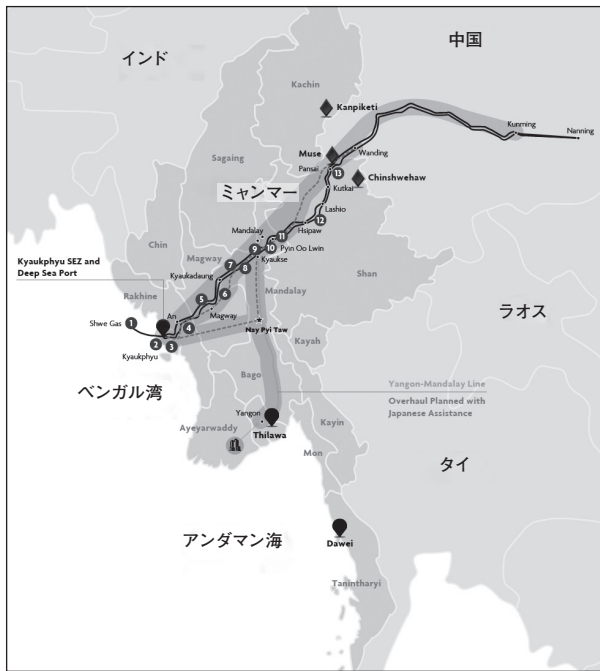 インド
中国
Kachin
Kanpiketi
Kunming
Nanning
Sagaing
Muse
Wanding
Pansai
13
Chinshwehaw
ミャンマー
Kutkai
Lashio
12
Mandalay
11
Hsipaw
Chin
9
10
Pyin Oo Lwin
Magway
7
Kyaukse
Kyaukphyu SEZ and
Deep Sea Port
8
Kyaukadaung
Shan
Rakhine
6
Mandalay
5
ラオス
An
1
4
Magway
Shwe Gas
Nay Pyi Taw
2
3
Kayah
Kyaukphyu
ベンガル湾
Bago
Yangon-Mandalay Line
Overhaul Planned with
Japanese Assistance
Yangon
Ayeyarwaddy
Kayin
Thilawa
Mon
タイ
アンダマン海
Dawei
Tanintharyi